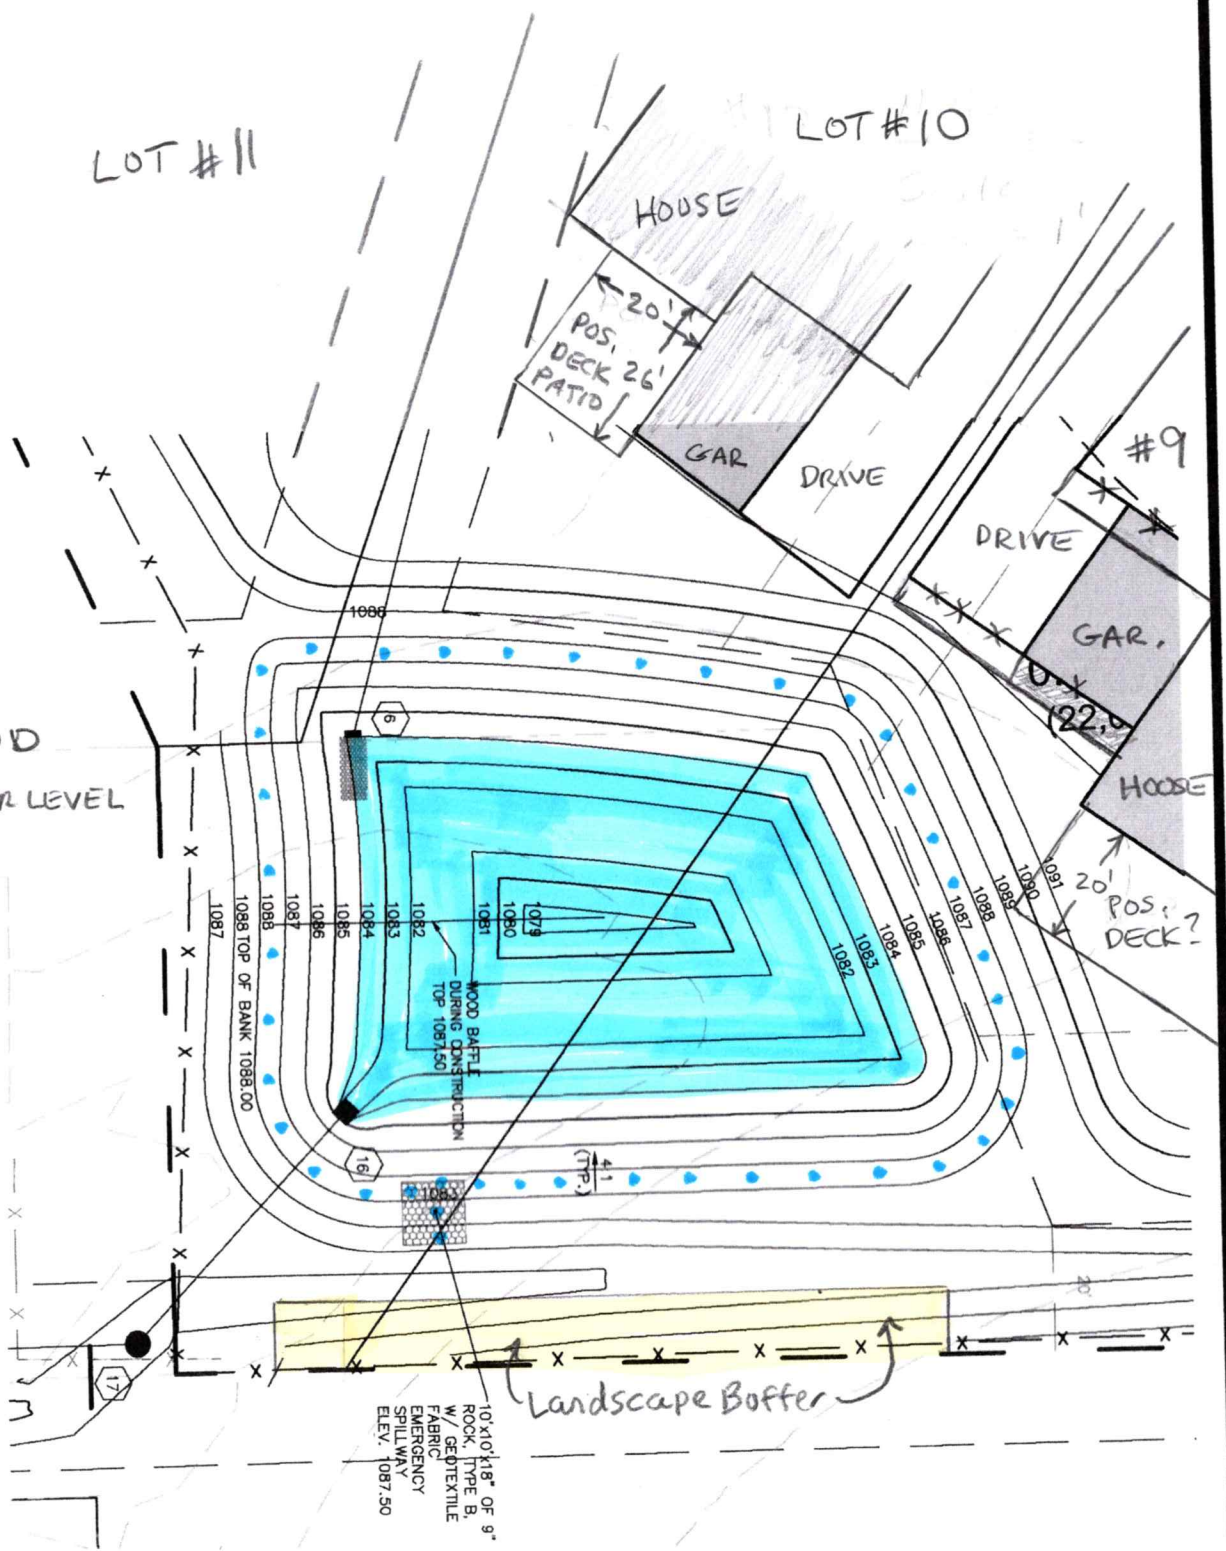 LOT #11
LOT #10
HOUSE
20'
POS.
DECK 26'
PATIO
GAR
DRIVE
#9
DRIVE
GAR.
(22.
HOOSE
20'
POS.
DECK?
LEVEL
1088
6
1087
1088 TOP OF BANK 1088.00
1088
1087
1086
1085
1084
1083
1082
1081
1080
1079
1082
1083
1084
1085
1086
1087
1088
1089
1090
1091
WOOD BAFFLE
DURING CONSTRUCTION
TOP 1087.50
16
4:1
(TYP.)
20'
17
Landscape Buffer
10'x10'x18" OF 9"
ROCK, TYPE B,
W/ GEOTEXTILE
FABRIC
EMERGENCY
SPILLWAY
ELEV. 1087.50